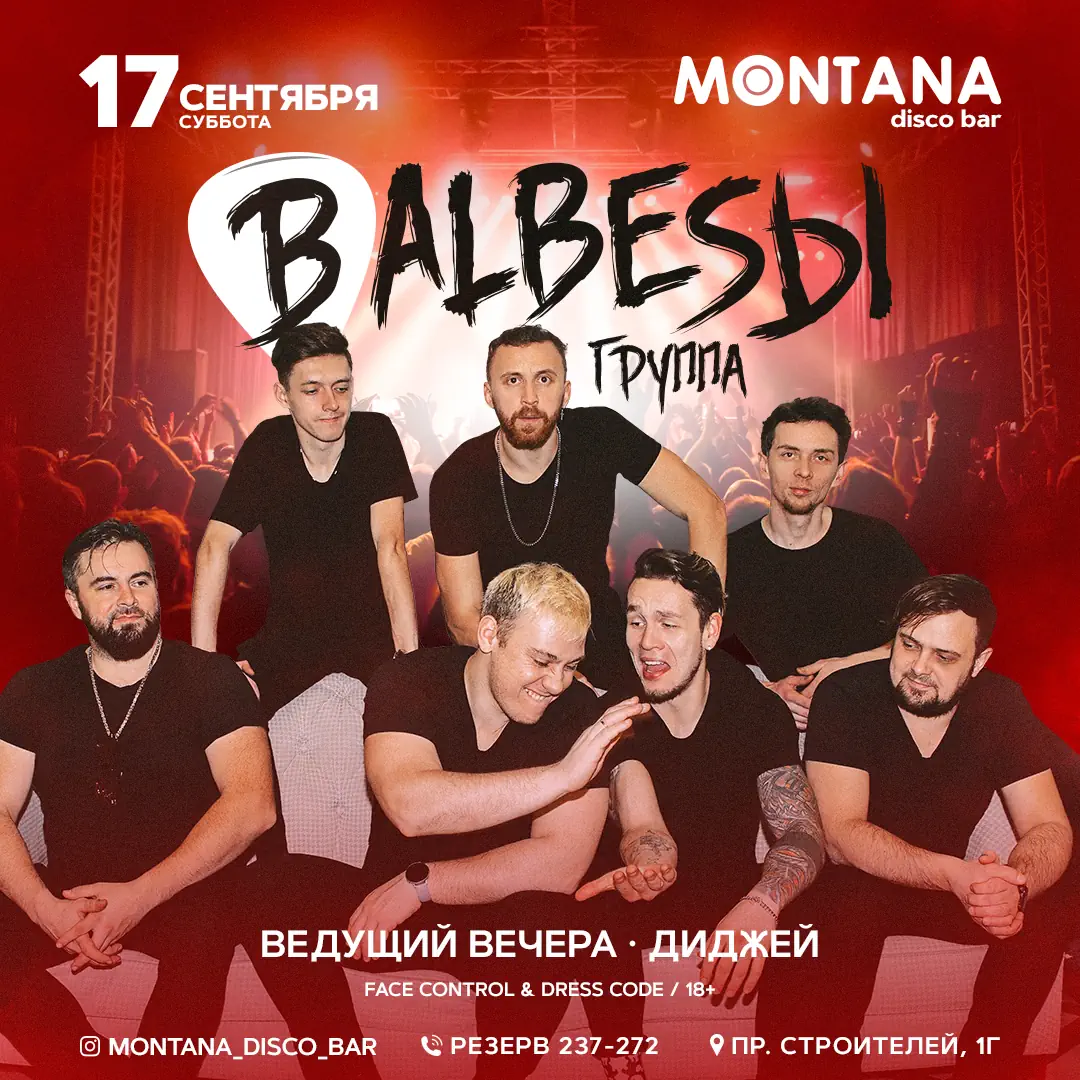 17 СЕНТЯБРЯ
СУББОТА
MONTANA
disco bar
BALBESЫ
ГРУППА
ВЕДУЩИЙ ВЕЧЕРА · ДИДЖЕЙ
FACE CONTROL & DRESS CODE / 18+
MONTANA_DISCO_BAR
РЕЗЕРВ 237-272
ПР. СТРОИТЕЛЕЙ, 1Г